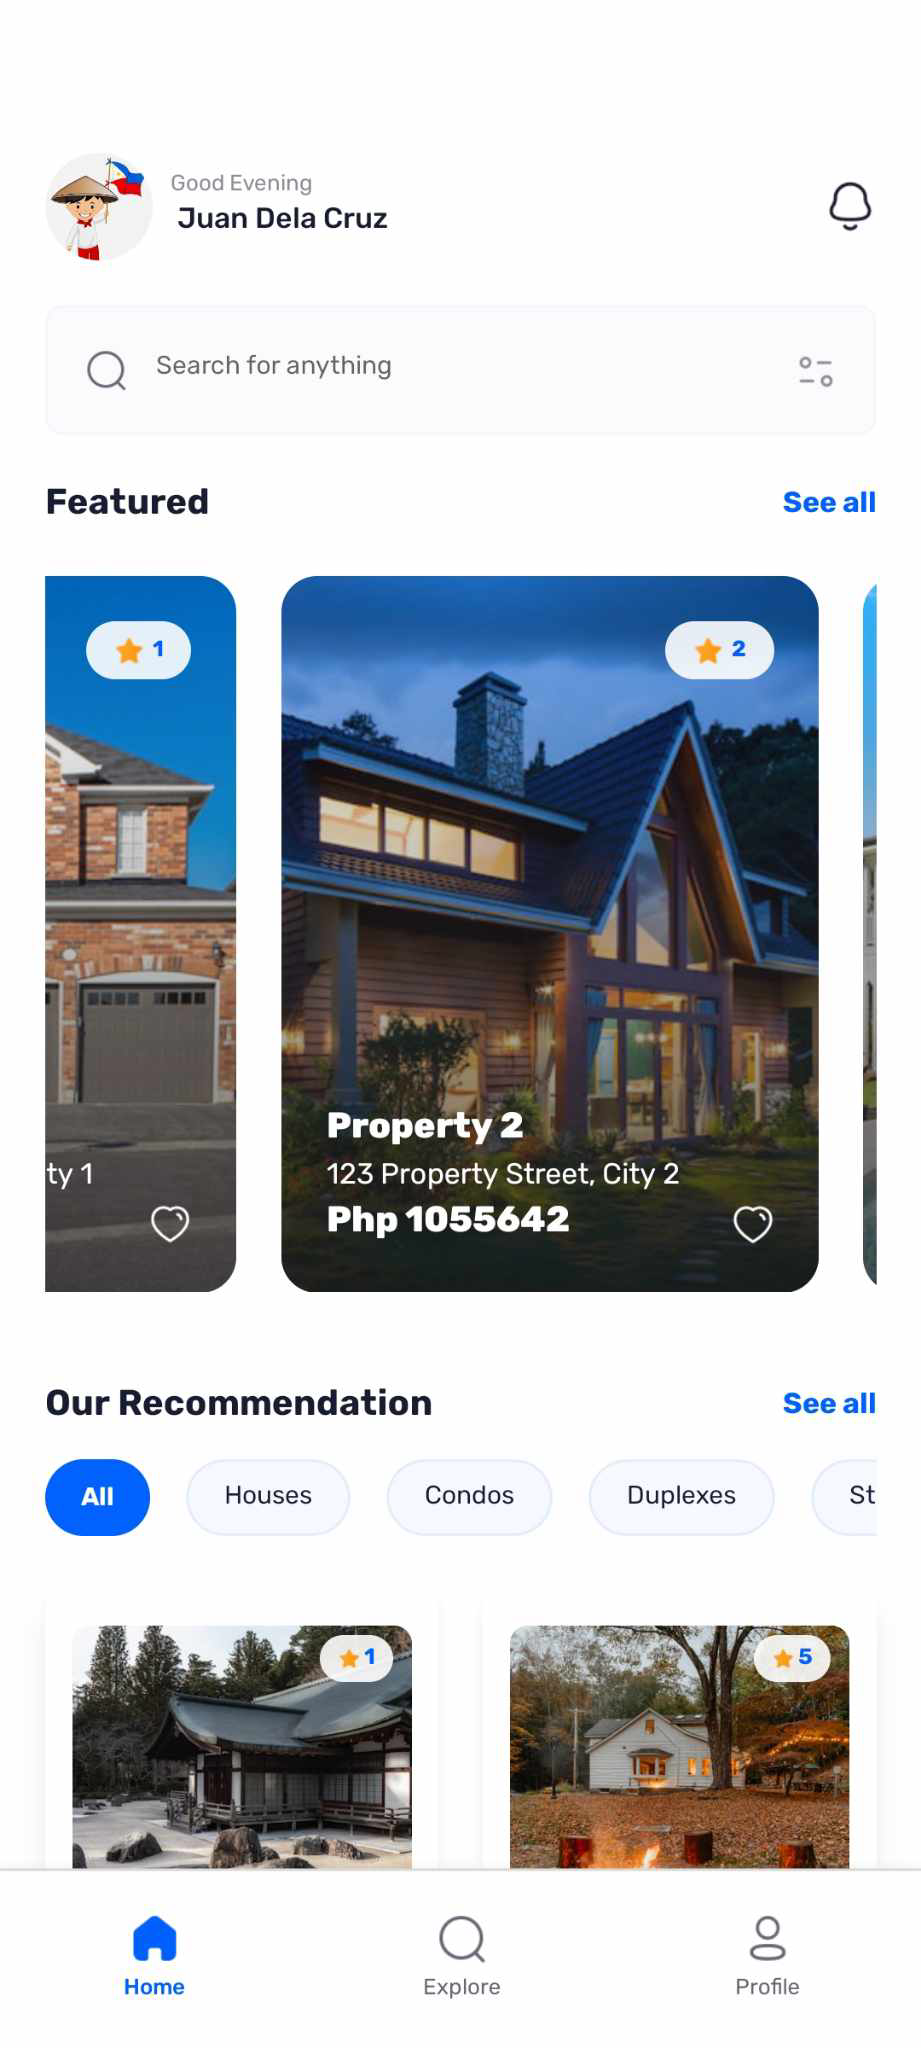 Good Evening
Juan Dela Cruz
Search for anything
Featured
See all
1
2
Property 2
ty 1
123 Property Street, City 2
Php 1055642
Our Recommendation
See all
All
Houses
Condos
Duplexes
St
1
5
Home
Explore
Profile